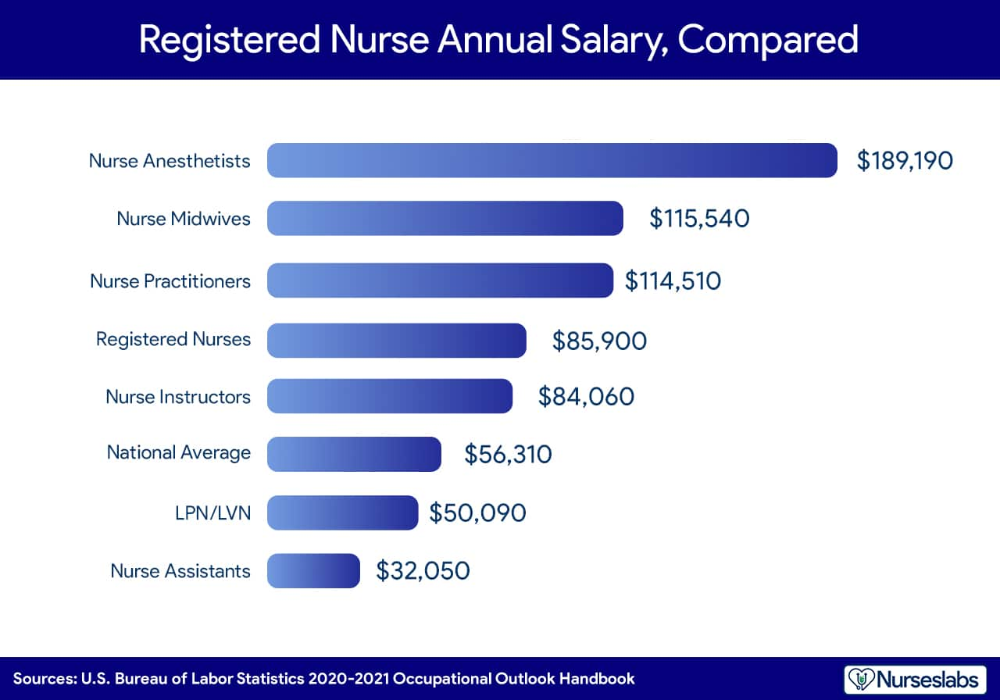 Registered Nurse Annual Salary, Compared
Nurse Anesthetists $189,190
Nurse Midwives $115,540
Nurse Practitioners $114,510
Registered Nurses $85,900
Nurse Instructors $84,060
National Average $56,310
LPN/LVN $50,090
Nurse Assistants $32,050
Sources: U.S. Bureau of Labor Statistics 2020-2021 Occupational Outlook Handbook
Nurseslabs